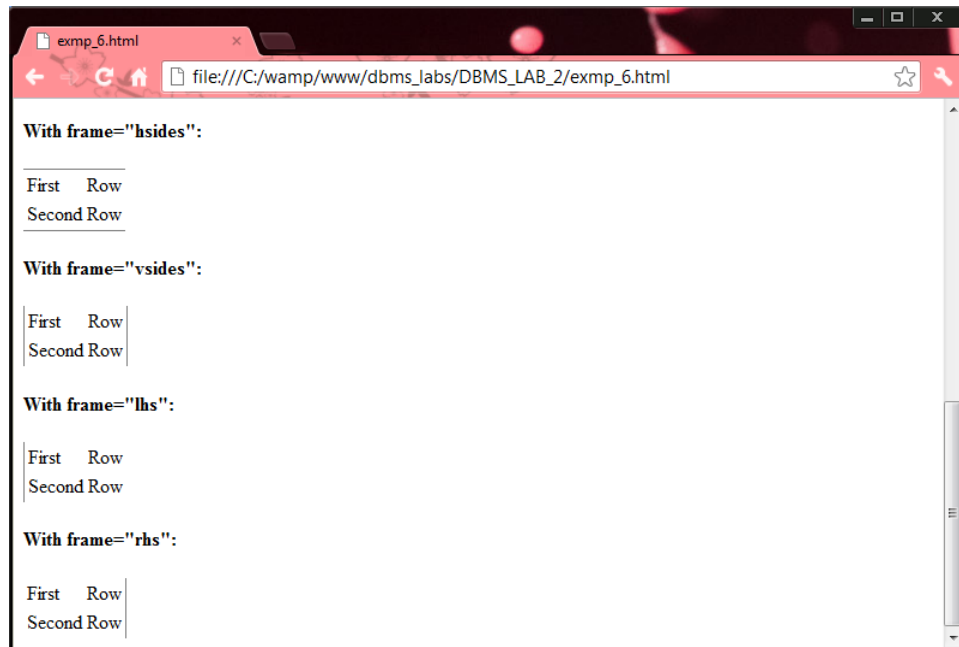 exmp_6.html
file:///C:/wamp/www/dbms_labs/DBMS_LAB_2/exmp_6.html
With frame="hsides":
First Row
Second Row
With frame="vsides":
First Row
Second Row
With frame="lhs":
First Row
Second Row
With frame="rhs":
First Row
Second Row